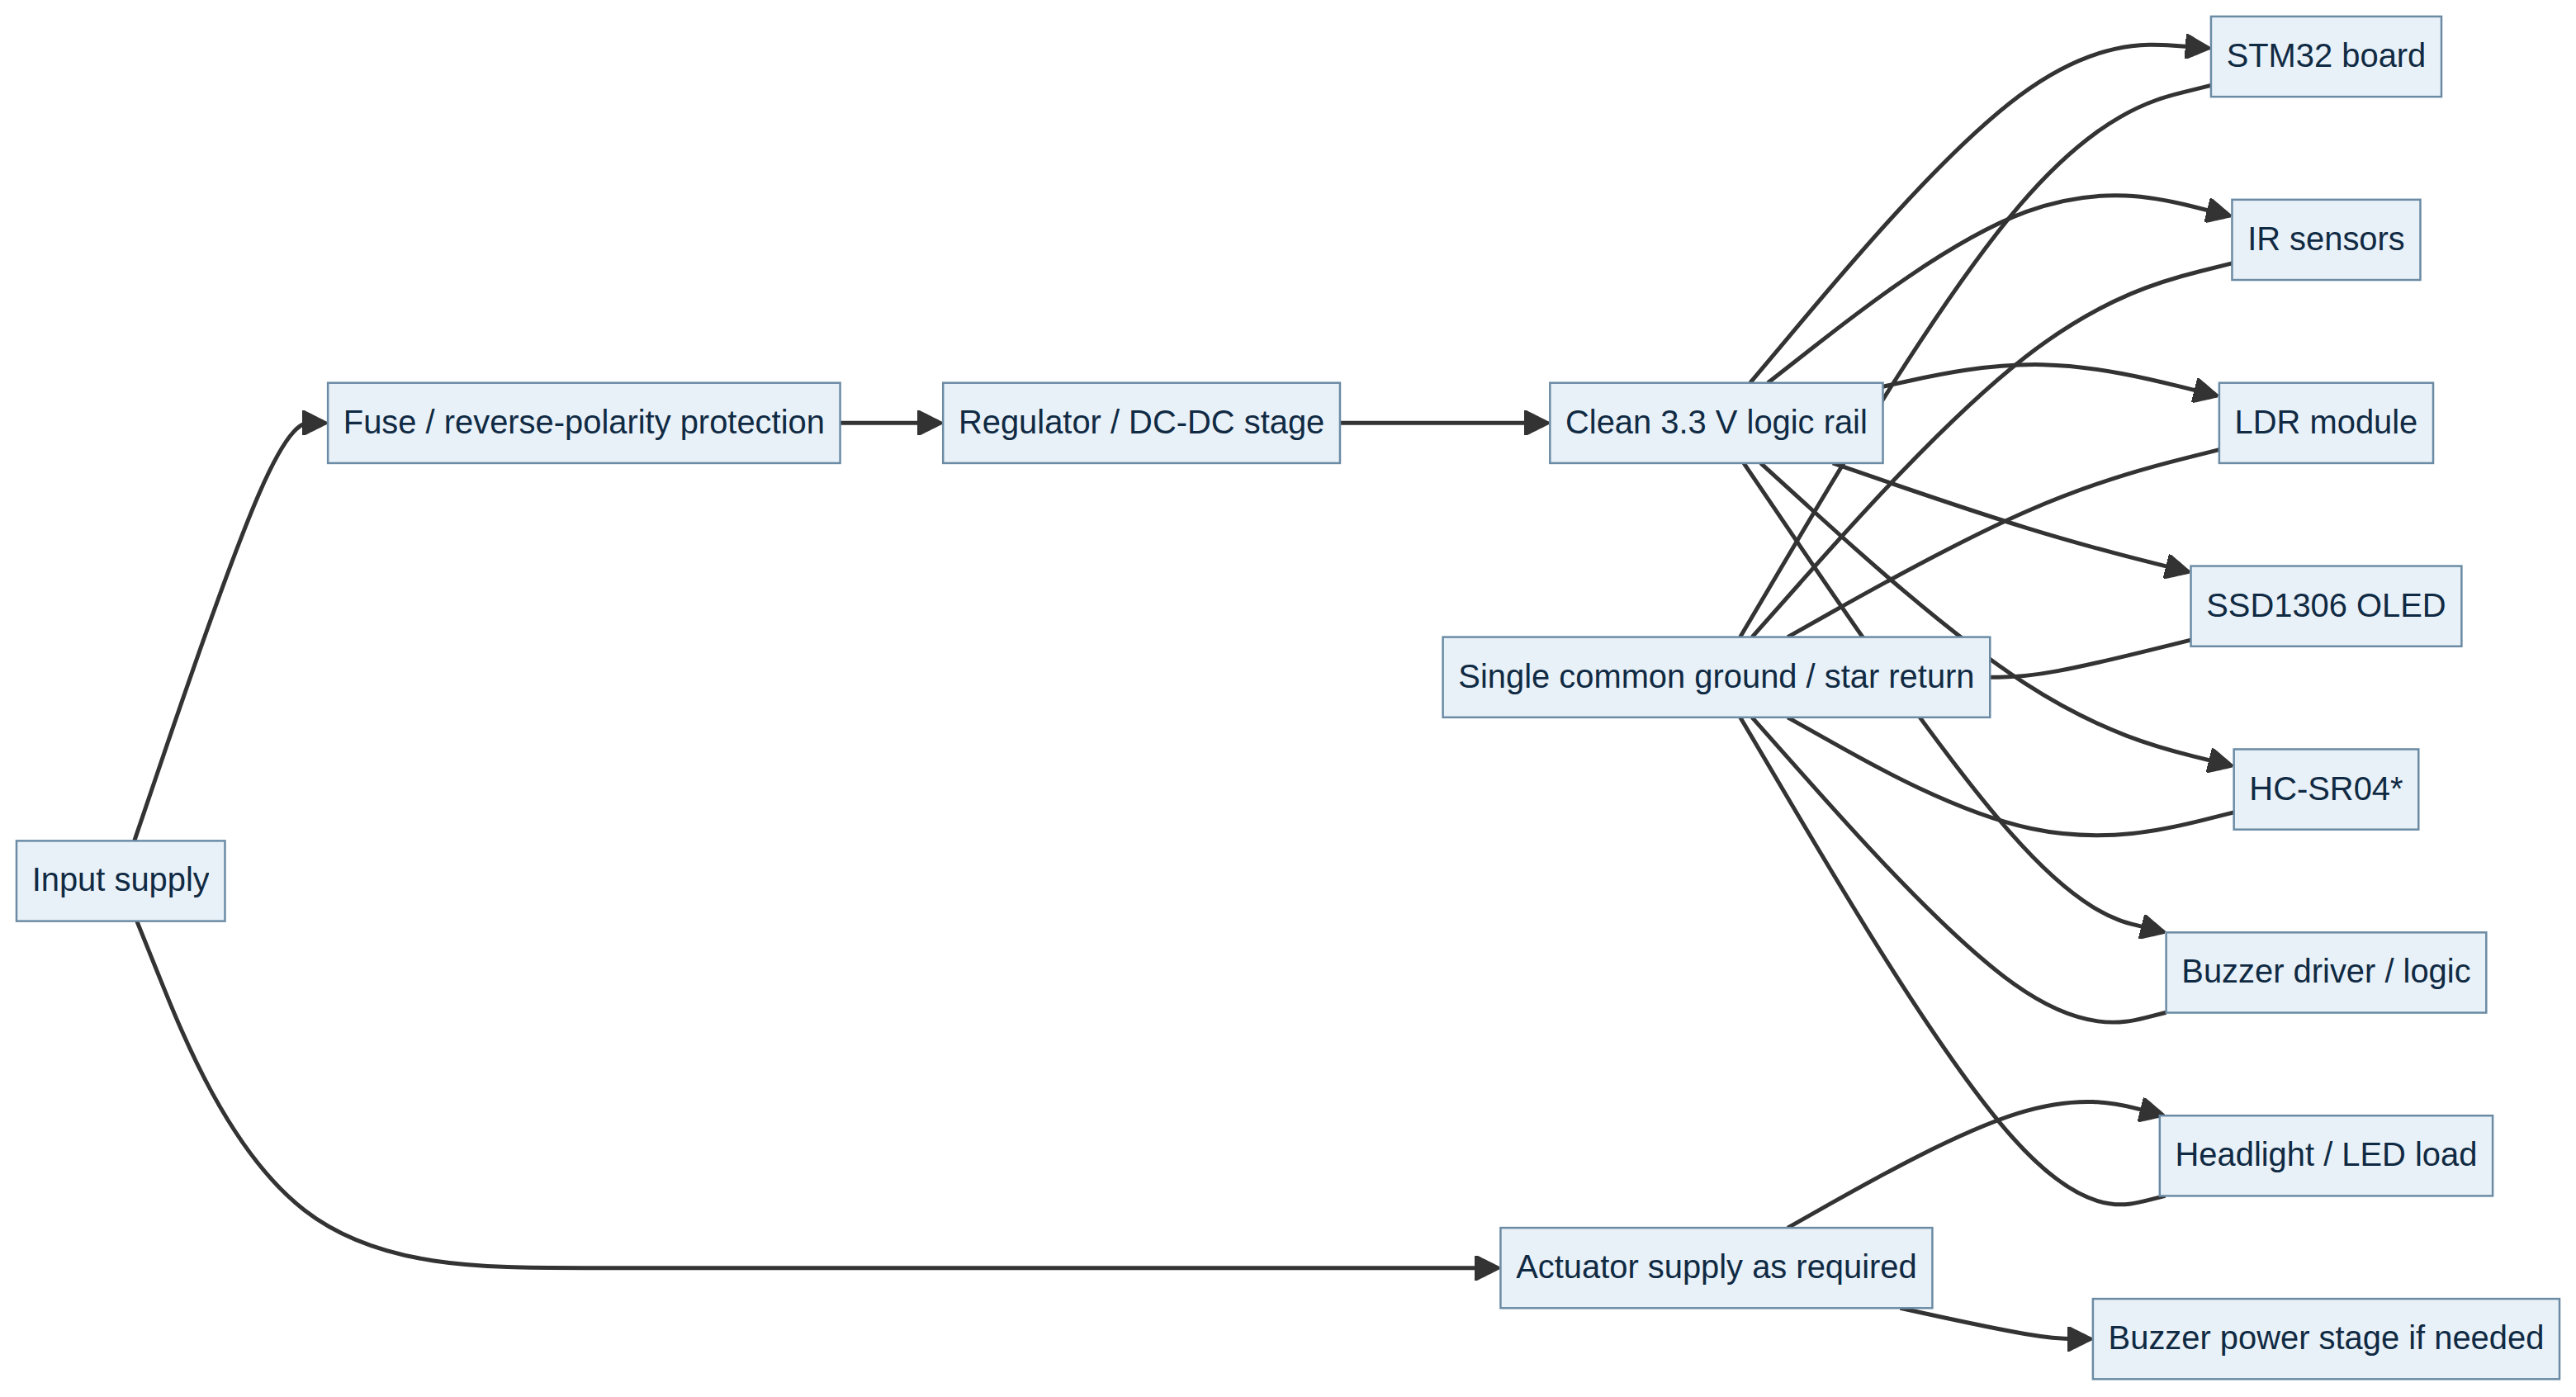 STM32 board
IR sensors
Fuse / reverse-polarity protection
Regulator / DC-DC stage
Clean 3.3 V logic rail
LDR module
SSD1306 OLED
Single common ground / star return
HC-SR04*
Input supply
Buzzer driver / logic
Headlight / LED load
Actuator supply as required
Buzzer power stage if needed